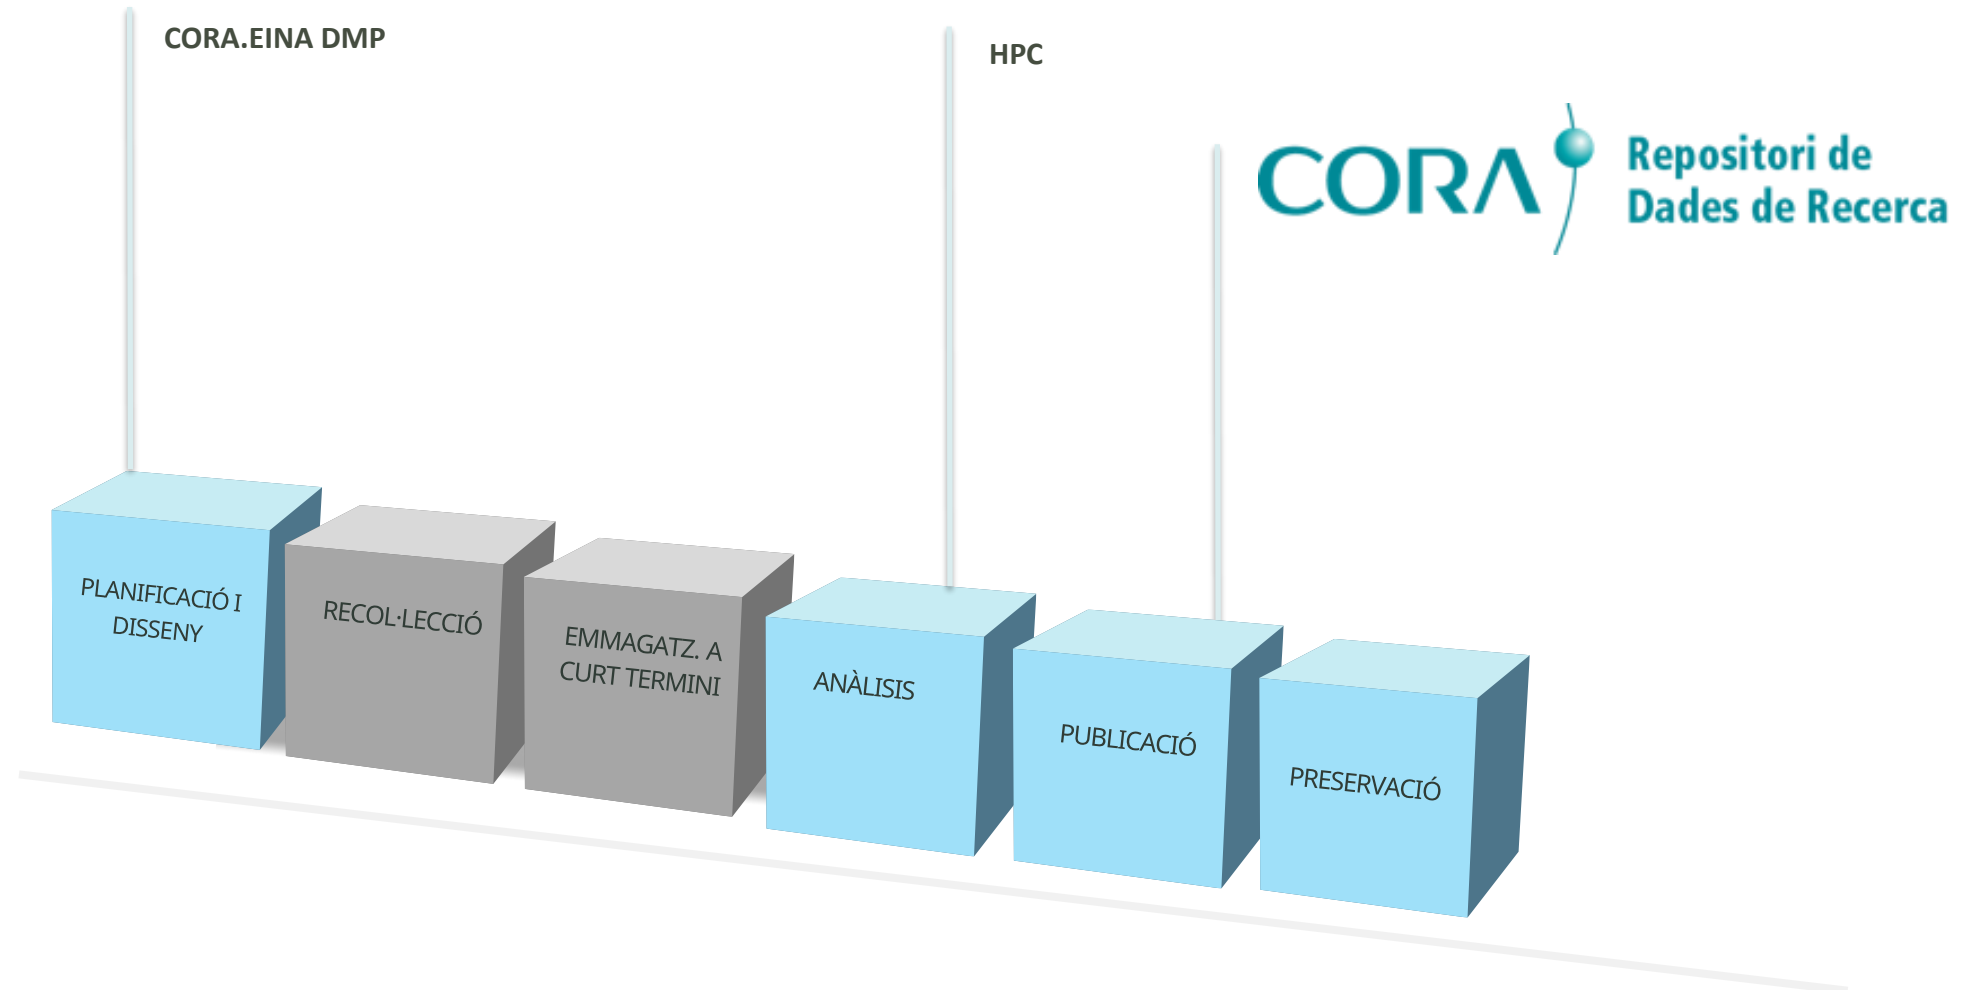 CORA.EINA DMP
HPC
CORA
Repositori de
Dades de Recerca
PLANIFICACIÓ I
DISSENY
RECOL·LECCIÓ
EMMAGATZ. A
CURT TERMINI
ANÀLISIS
PUBLICACIÓ
PRESERVACIÓ